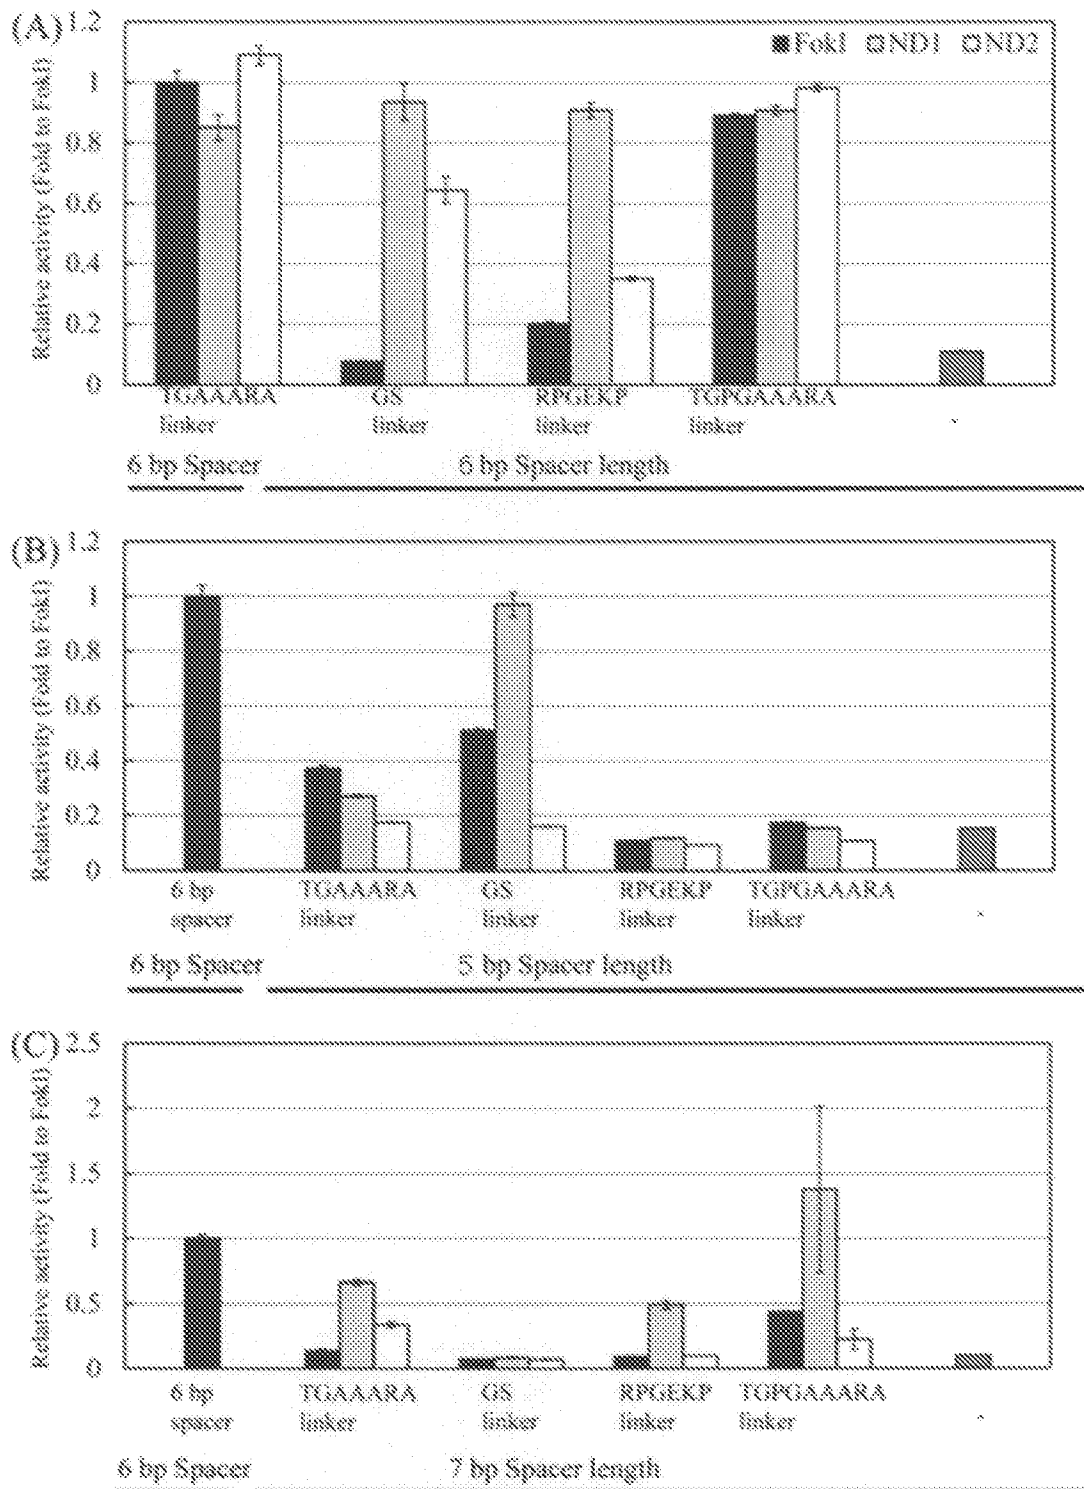 (A)
Relative activity (Fold to FokI)
1.2
1
0.8
0.6
0.4
0.2
0
FokI ND1 ND2
TGAAARA linker
GS linker
RPGEKP linker
TGPGAAARA linker
6 bp Spacer
6 bp Spacer length
(B)
Relative activity (Fold to FokI)
1.2
1
0.8
0.6
0.4
0.2
0
6 bp spacer
TGAAARA linker
GS linker
RPGEKP linker
TGPGAAARA linker
6 bp Spacer
5 bp Spacer length
(C)
Relative activity (Fold to FokI)
2.5
2
1.5
1
0.5
0
6 bp spacer
TGAAARA linker
GS linker
RPGEKP linker
TGPGAAARA linker
6 bp Spacer
7 bp Spacer length